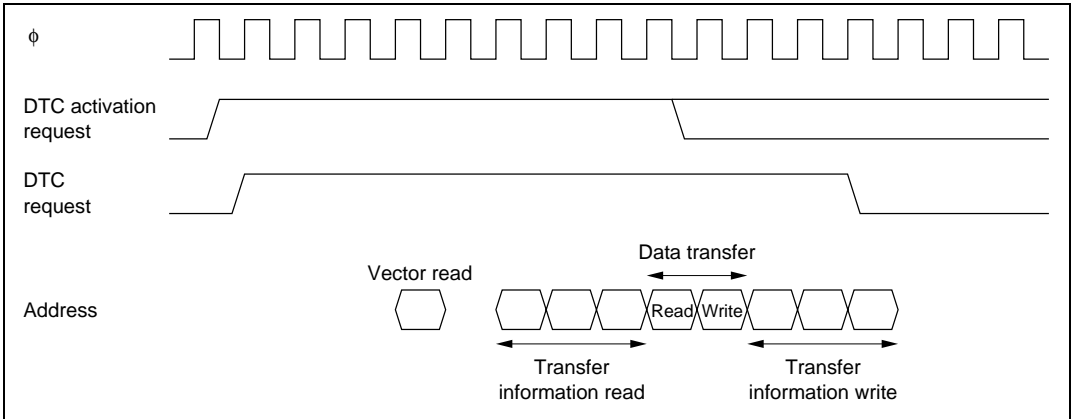 ϕ
DTC activation
request
DTC
request
Data transfer
Vector read
Address
Read Write
Transfer
information read
Transfer
information write